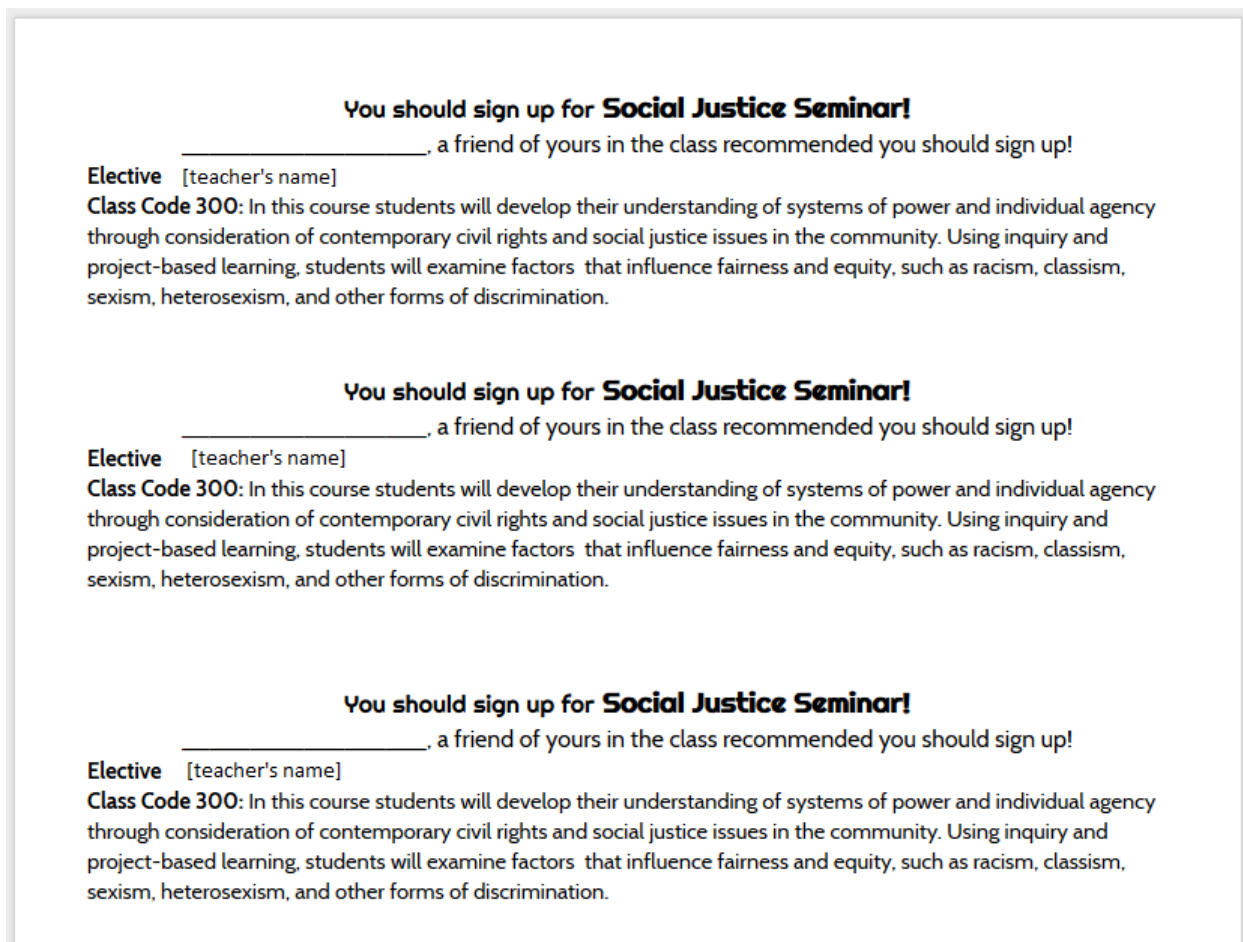 You should sign up for Social Justice Seminar!
____________________, a friend of yours in the class recommended you should sign up!
Elective [teacher's name]
Class Code 300: In this course students will develop their understanding of systems of power and individual agency
through consideration of contemporary civil rights and social justice issues in the community. Using inquiry and
project-based learning, students will examine factors  that influence fairness and equity, such as racism, classism,
sexism, heterosexism, and other forms of discrimination.
You should sign up for Social Justice Seminar!
____________________, a friend of yours in the class recommended you should sign up!
Elective [teacher's name]
Class Code 300: In this course students will develop their understanding of systems of power and individual agency
through consideration of contemporary civil rights and social justice issues in the community. Using inquiry and
project-based learning, students will examine factors  that influence fairness and equity, such as racism, classism,
sexism, heterosexism, and other forms of discrimination.
You should sign up for Social Justice Seminar!
____________________, a friend of yours in the class recommended you should sign up!
Elective [teacher's name]
Class Code 300: In this course students will develop their understanding of systems of power and individual agency
through consideration of contemporary civil rights and social justice issues in the community. Using inquiry and
project-based learning, students will examine factors  that influence fairness and equity, such as racism, classism,
sexism, heterosexism, and other forms of discrimination.